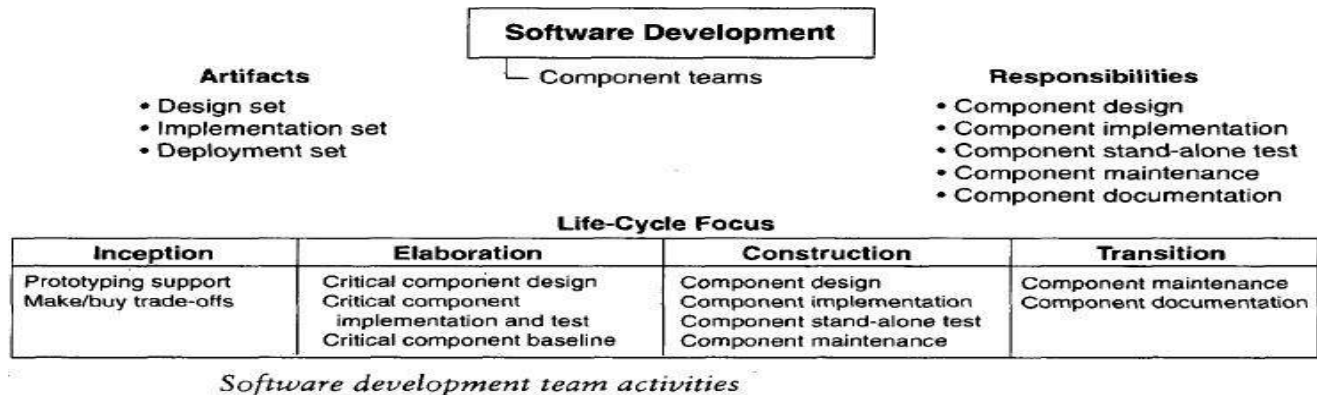 Software Development
Component teams
Artifacts
• Design set
• Implementation set
• Deployment set
Responsibilities
• Component design
• Component implementation
• Component stand-alone test
• Component maintenance
• Component documentation
Life-Cycle Focus
Inception
Prototyping support
Make/buy trade-offs
Elaboration
Critical component design
Critical component
implementation and test
Critical component baseline
Construction
Component design
Component implementation
Component stand-alone test
Component maintenance
Transition
Component maintenance
Component documentation
Software development team activities